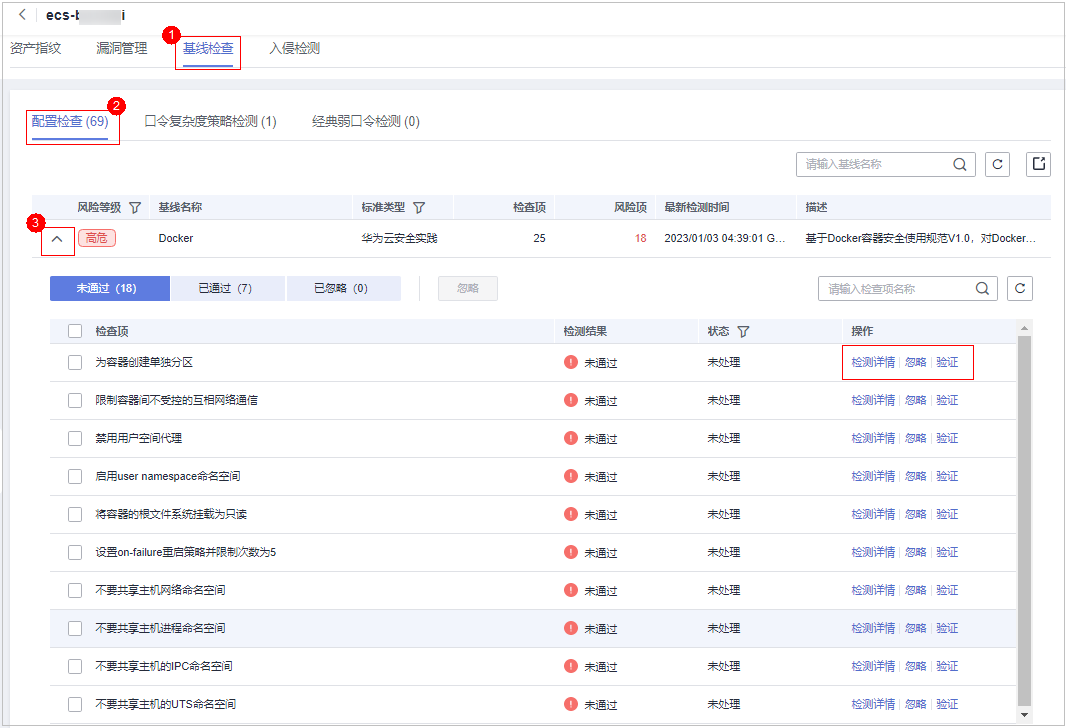 ecs-b i
资产指纹 漏洞管理 1 基线检查 入侵检测
配置检查 (69) 2 口令复杂度策略检测 (1) 经典弱口令检测 (0)
请输入基线名称
风险等级 基线名称 标准类型 检查项 风险项 最新检测时间 描述
3 高危 Docker 华为云安全实践 25 18 2023/01/03 04:39:01 G... 基于Docker容器安全使用规范V1.0，对Docker...
未通过（18） 已通过（7） 已忽略（0） 忽略 请输入检查项名称
检查项 检测结果 状态 操作
为容器创建单独分区 未通过 未处理 检测详情 忽略 验证
限制容器间不受控的互相网络通信 未通过 未处理 检测详情 忽略 验证
禁用用户空间代理 未通过 未处理 检测详情 忽略 验证
启用user namespace命名空间 未通过 未处理 检测详情 忽略 验证
将容器的根文件系统挂载为只读 未通过 未处理 检测详情 忽略 验证
设置on-failure重启策略并限制次数为5 未通过 未处理 检测详情 忽略 验证
不要共享主机网络命名空间 未通过 未处理 检测详情 忽略 验证
不要共享主机进程命名空间 未通过 未处理 检测详情 忽略 验证
不要共享主机的IPC命名空间 未通过 未处理 检测详情 忽略 验证
不要共享主机的UTS命名空间 未通过 未处理 检测详情 忽略 验证